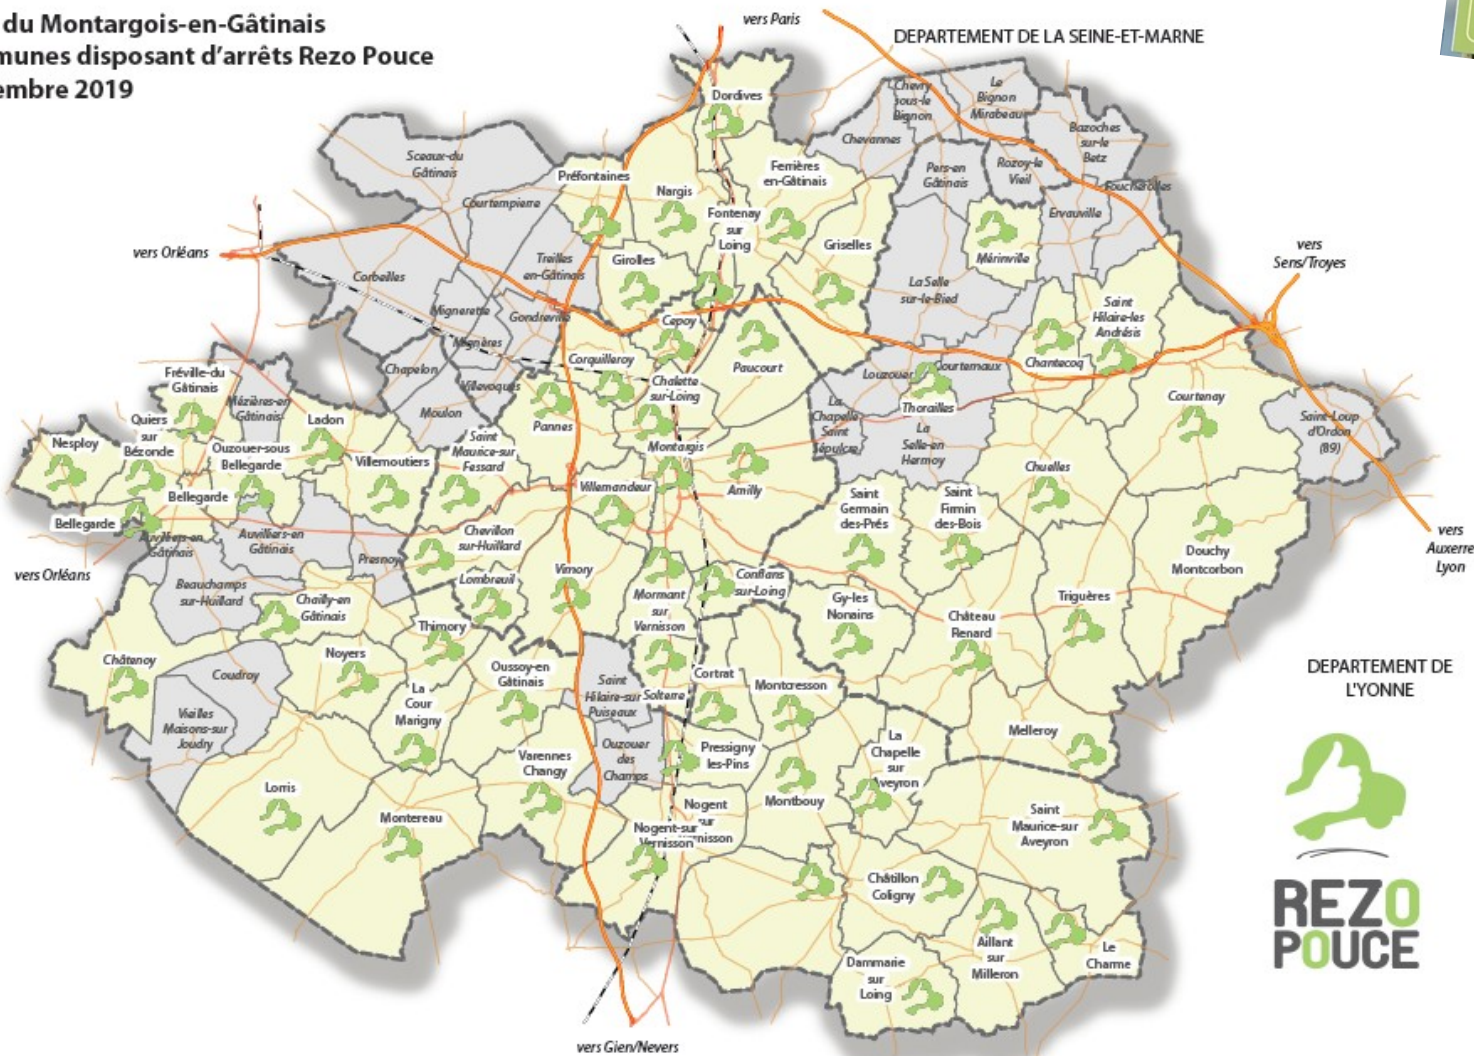 du Montargois-en-Gâtinais
munes disposant d'arrêts Rezo Pouce
embre 2019
vers Paris
DEPARTEMENT DE LA SEINE-ET-MARNE
Dordives
Chevry
sous-le
Bignon
Le
Bignon
Mirabeau
Chevannes
Bazoches
sur-le
Betz
Sceaux-du
Gâtinais
Préfontaines
Ferrières
en-Gâtinais
Pers-en
Gâtinais
Rozoy-le
Vieil
Foucherolles
Courtempierre
Nargis
Fontenay
sur
Loing
Ervauville
Griselles
Mérinville
vers Orléans
vers
Sens/Troyes
Treilles
en-Gâtinais
Girolles
Corbeilles
La Selle
sur-le-Bied
Saint
Hilaire-les
Andrésis
Mignerette
Gondreville
Cepoy
Mignères
Corquilleroy
Paucourt
Chantecoq
Fréville-du
Gâtinais
Chapelon
Louzouer
Courtemaux
Mézières-en
Gâtinais
Villevoques
Chalette
sur-Loing
Thorailles
Courtenay
Moulon
La
Chapelle
Saint
Sépulcre
Saint-Loup
d'Ordon
(89)
Quiers
sur
Bézonde
Ladon
Pannes
La
Selle-en
Hermoy
Nesploy
Ouzouer-sous
Bellegarde
Saint
Maurice-sur
Fessard
Montargis
Villemoutiers
Chuelles
Bellegarde
Villemandeur
Amilly
Saint
Germain
des-Prés
Saint
Firmin
des-Bois
Bellegarde
Auvilliers-en
Gâtinais
Auvilliers-en
Gâtinais
Chevillon
sur-Huillard
vers
Auxerre
Lyon
Presnoy
Douchy
Montcorbon
vers Orléans
Beauchamps
sur-Huillard
Lombreuil
Vimory
Conflans
sur-Loing
Chailly-en
Gâtinais
Mormant
sur
Vernisson
Gy-les
Nonains
Triguères
Thimory
Château
Renard
Châtenoy
Noyers
Oussoy-en
Gâtinais
DEPARTEMENT DE
L'YONNE
Coudroy
Saint
Hilaire-sur
Puiseaux
Solterre
Cortrat
Montcresson
La
Cour
Marigny
Vieilles
Maisons-sur
Joudry
Melleroy
La
Chapelle
sur
Aveyron
Varennes
Changy
Ouzouer
des
Champs
Pressigny
les-Pins
Lorris
Montbouy
Montereau
Nogent
sur
Vernisson
Saint
Maurice-sur
Aveyron
Nogent-sur
Vernisson
Châtillon
Coligny
REZO
POUCE
Aillant
sur
Milleron
Le
Charme
Dammarie
sur
Loing
vers Gien/Nevers